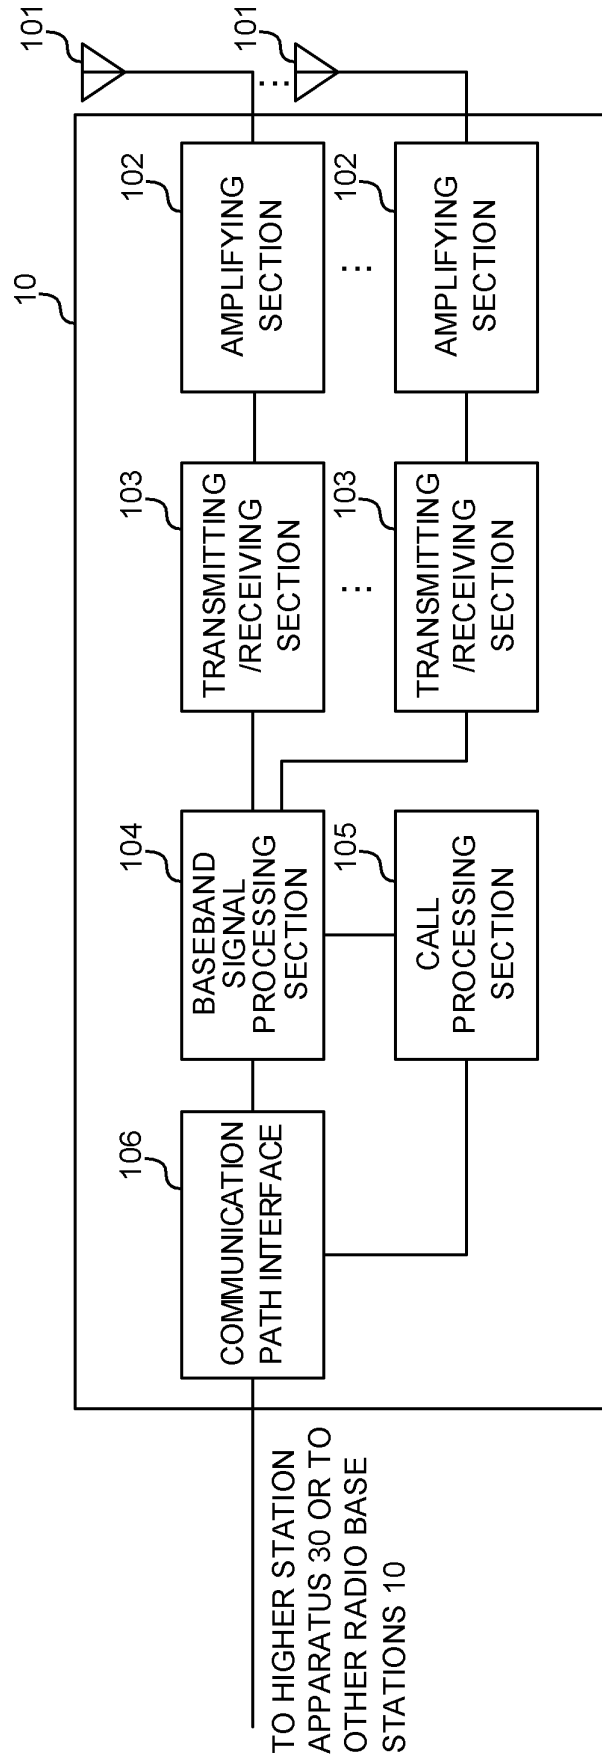 10
101
101
102
AMPLIFYING
SECTION
...
102
AMPLIFYING
SECTION
103
TRANSMITTING
/RECEIVING
SECTION
...
103
TRANSMITTING
/RECEIVING
SECTION
...
104
BASEBAND
SIGNAL
PROCESSING
SECTION
105
CALL
PROCESSING
SECTION
106
COMMUNICATION
PATH INTERFACE
TO HIGHER STATION
APPARATUS 30 OR TO
OTHER RADIO BASE
STATIONS 10